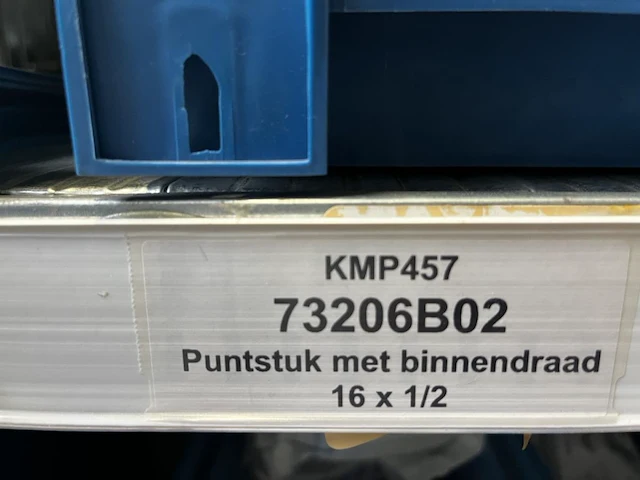 KMP457
73206B02
Puntstuk met binnendraad
16 x 1/2